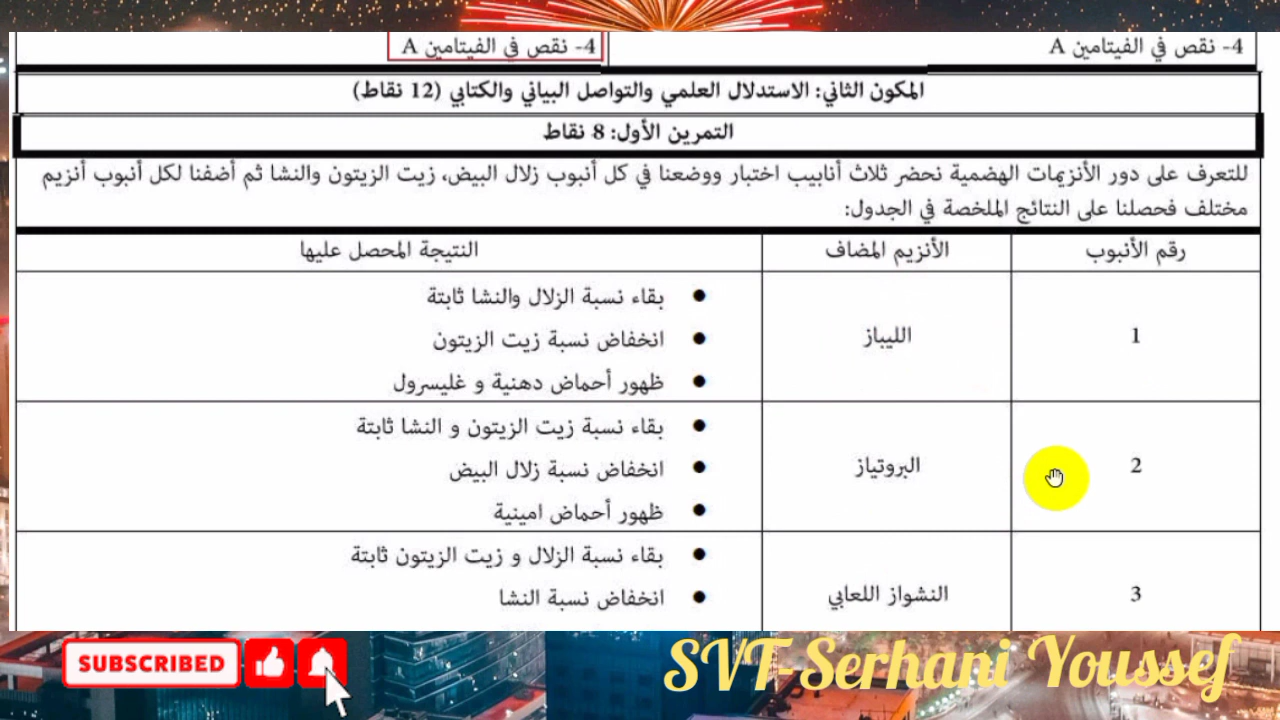 4- نقص في الفيتامين A
4- نقص في الفيتامين A
المكون الثاني: الاستدلال العلمي والتواصل البياني والكتابي (12 نقاط)
التمرين الأول: 8 نقاط
للتعرف على دور الأنزيمات الهضمية نحضر ثلاث أنابيب اختبار ووضعنا في كل أنبوب زلال البيض، زيت الزيتون والنشا ثم أضفنا لكل أنبوب أنزيم
مختلف فحصلنا على النتائج الملخصة في الجدول:
رقم الأنبوب
الأنزيم المضاف
النتيجة المحصل عليها
1
الليباز
● بقاء نسبة الزلال والنشا ثابتة
● انخفاض نسبة زيت الزيتون
● ظهور أحماض دهنية و غليسرول
2
البروتياز
● بقاء نسبة زيت الزيتون و النشا ثابتة
● انخفاض نسبة زلال البيض
● ظهور أحماض امينية
3
النشواز اللعابي
● بقاء نسبة الزلال و زيت الزيتون ثابتة
● انخفاض نسبة النشا
SUBSCRIBED
SVT-Serhani Youssef